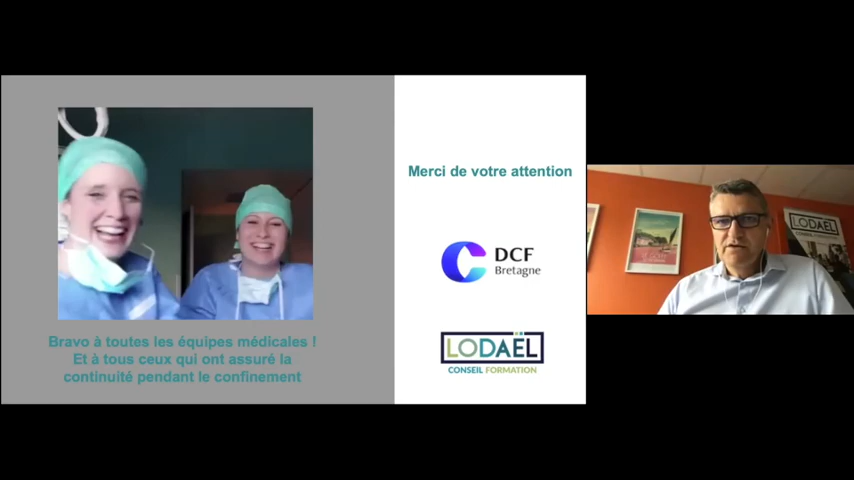 Merci de votre attention
DCF
Bretagne
LODAËL
CONSEIL FORMATION
Bravo à toutes les équipes médicales !
Et à tous ceux qui ont assuré la
continuité pendant le confinement
LODAËL